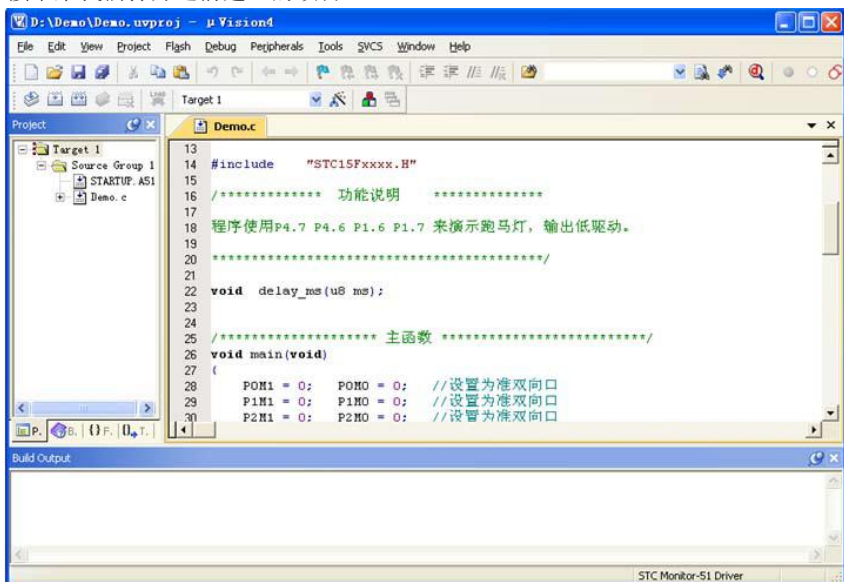 D:\Demo\Demo.uvproj - μVision4
File Edit View Project Flash Debug Peripherals Tools SVCS Window Help
Target 1
Project
Demo.c
Target 1
Source Group 1
STARTUP.A51
Demo.c
13
14 #include "STC15Fxxxx.H"
15
16 /************* 功能说明 **************
17
18 程序使用P4.7 P4.6 P1.6 P1.7 来演示跑马灯, 输出低驱动。
19
20 ******************************************/
21
22 void delay_ms(u8 ms);
23
24
25 /******************** 主函数 **************************/
26 void main(void)
27 {
28 P0M1 = 0; P0M0 = 0; //设置为准双向口
29 P1M1 = 0; P1M0 = 0; //设置为准双向口
30 P2M1 = 0; P2M0 = 0; //设置为准双向口
P. B. {} F. 0 T.
Build Output
STC Monitor-51 Driver